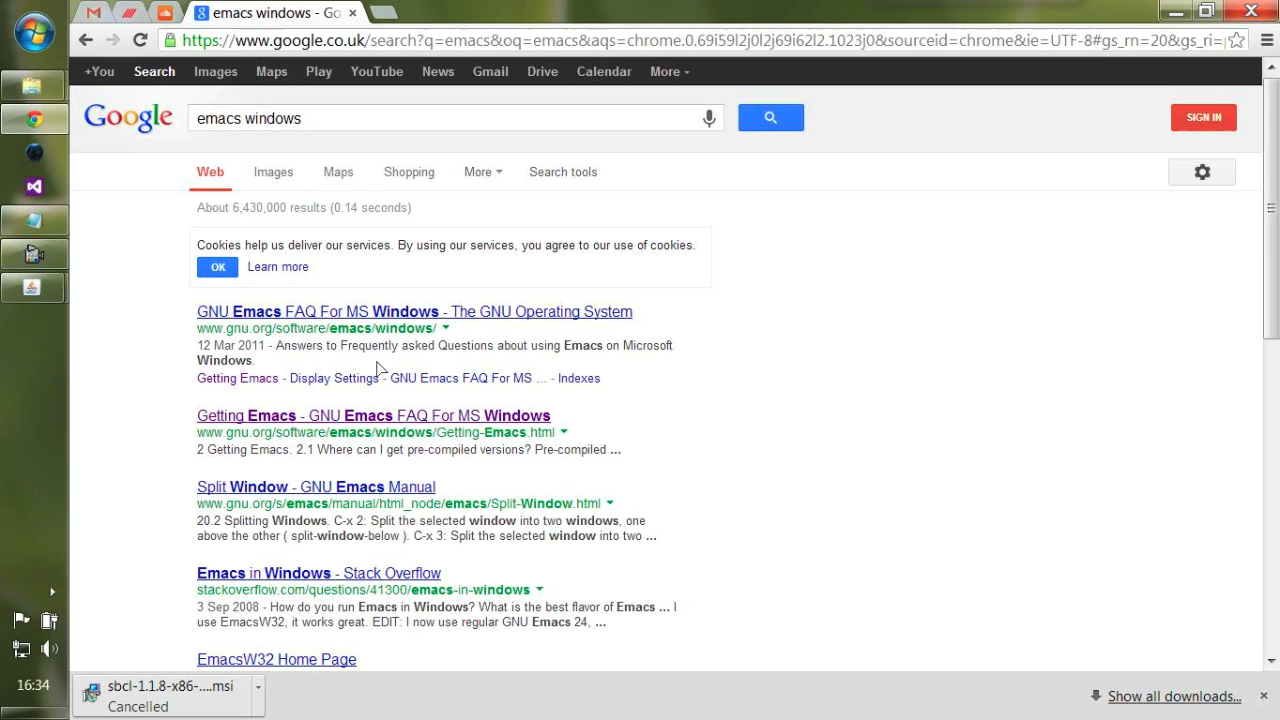 emacs windows - Go
https://www.google.co.uk/search?q=emacs&oq=emacs&aqs=chrome.0.69i59l2j0l2j69i62l2.1023j0&sourceid=chrome&ie=UTF-8#gs_rn=20&gs_ri=
+You Search Images Maps Play YouTube News Gmail Drive Calendar More
Google emacs windows SIGN IN
Web Images Maps Shopping More Search tools
About 6,430,000 results (0.14 seconds)
Cookies help us deliver our services. By using our services, you agree to our use of cookies.
OK Learn more
GNU Emacs FAQ For MS Windows - The GNU Operating System
www.gnu.org/software/emacs/windows/
12 Mar 2011 - Answers to Frequently asked Questions about using Emacs on Microsoft
Windows.
Getting Emacs - Display Settings - GNU Emacs FAQ For MS ... - Indexes
Getting Emacs - GNU Emacs FAQ For MS Windows
www.gnu.org/software/emacs/windows/Getting-Emacs.html
2 Getting Emacs. 2.1 Where can I get pre-compiled versions? Pre-compiled ...
Split Window - GNU Emacs Manual
www.gnu.org/s/emacs/manual/html_node/emacs/Split-Window.html
20.2 Splitting Windows. C-x 2: Split the selected window into two windows, one
above the other ( split-window-below ). C-x 3: Split the selected window into two ...
Emacs in Windows - Stack Overflow
stackoverflow.com/questions/41300/emacs-in-windows
3 Sep 2008 - How do you run Emacs in Windows? What is the best flavor of Emacs ... I
use EmacsW32, it works great. EDIT: I now use regular GNU Emacs 24, ...
EmacsW32 Home Page
16:34
sbcl-1.1.8-x86-....msi
Cancelled
Show all downloads...